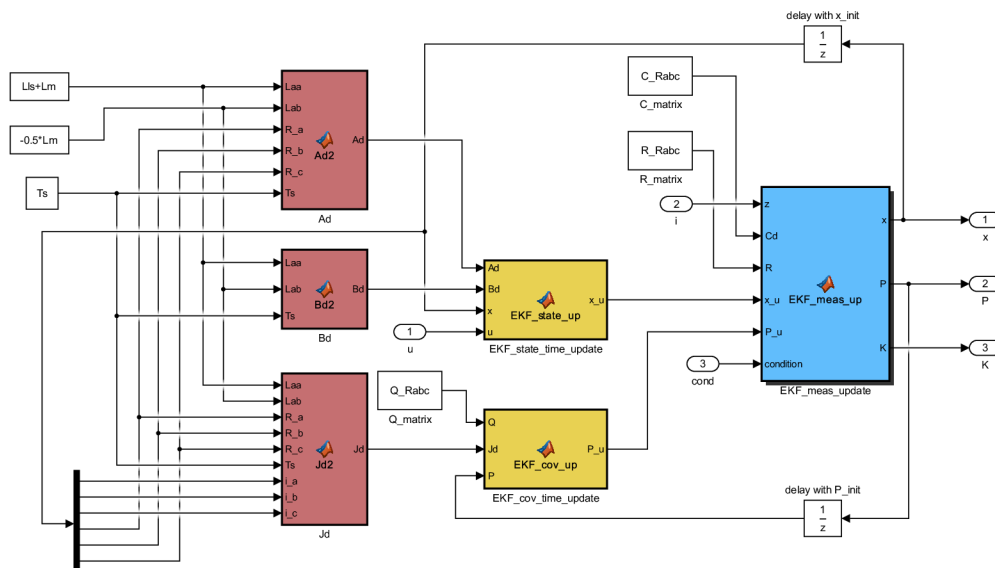 delay with x_init
1
z
Lls+Lm
-0.5*Lm
Ts
Laa
Lab
R_a
R_b
R_c
Ts
Ad2
Ad
Ad
C_Rabc
C_matrix
R_Rabc
R_matrix
2
i
z
Cd
R
x_u
P_u
condition
EKF_meas_up
x
P
K
EKF_meas_update
1
x
2
P
3
K
Laa
Lab
Ts
Bd2
Bd
Bd
Ad
Bd
x
u
EKF_state_up
x_u
EKF_state_time_update
1
u
3
cond
Laa
Lab
R_a
R_b
R_c
Ts
i_a
i_b
i_c
Jd2
Jd
Jd
Q_Rabc
Q_matrix
Q
Jd
P
EKF_cov_up
P_u
EKF_cov_time_update
delay with P_init
1
z